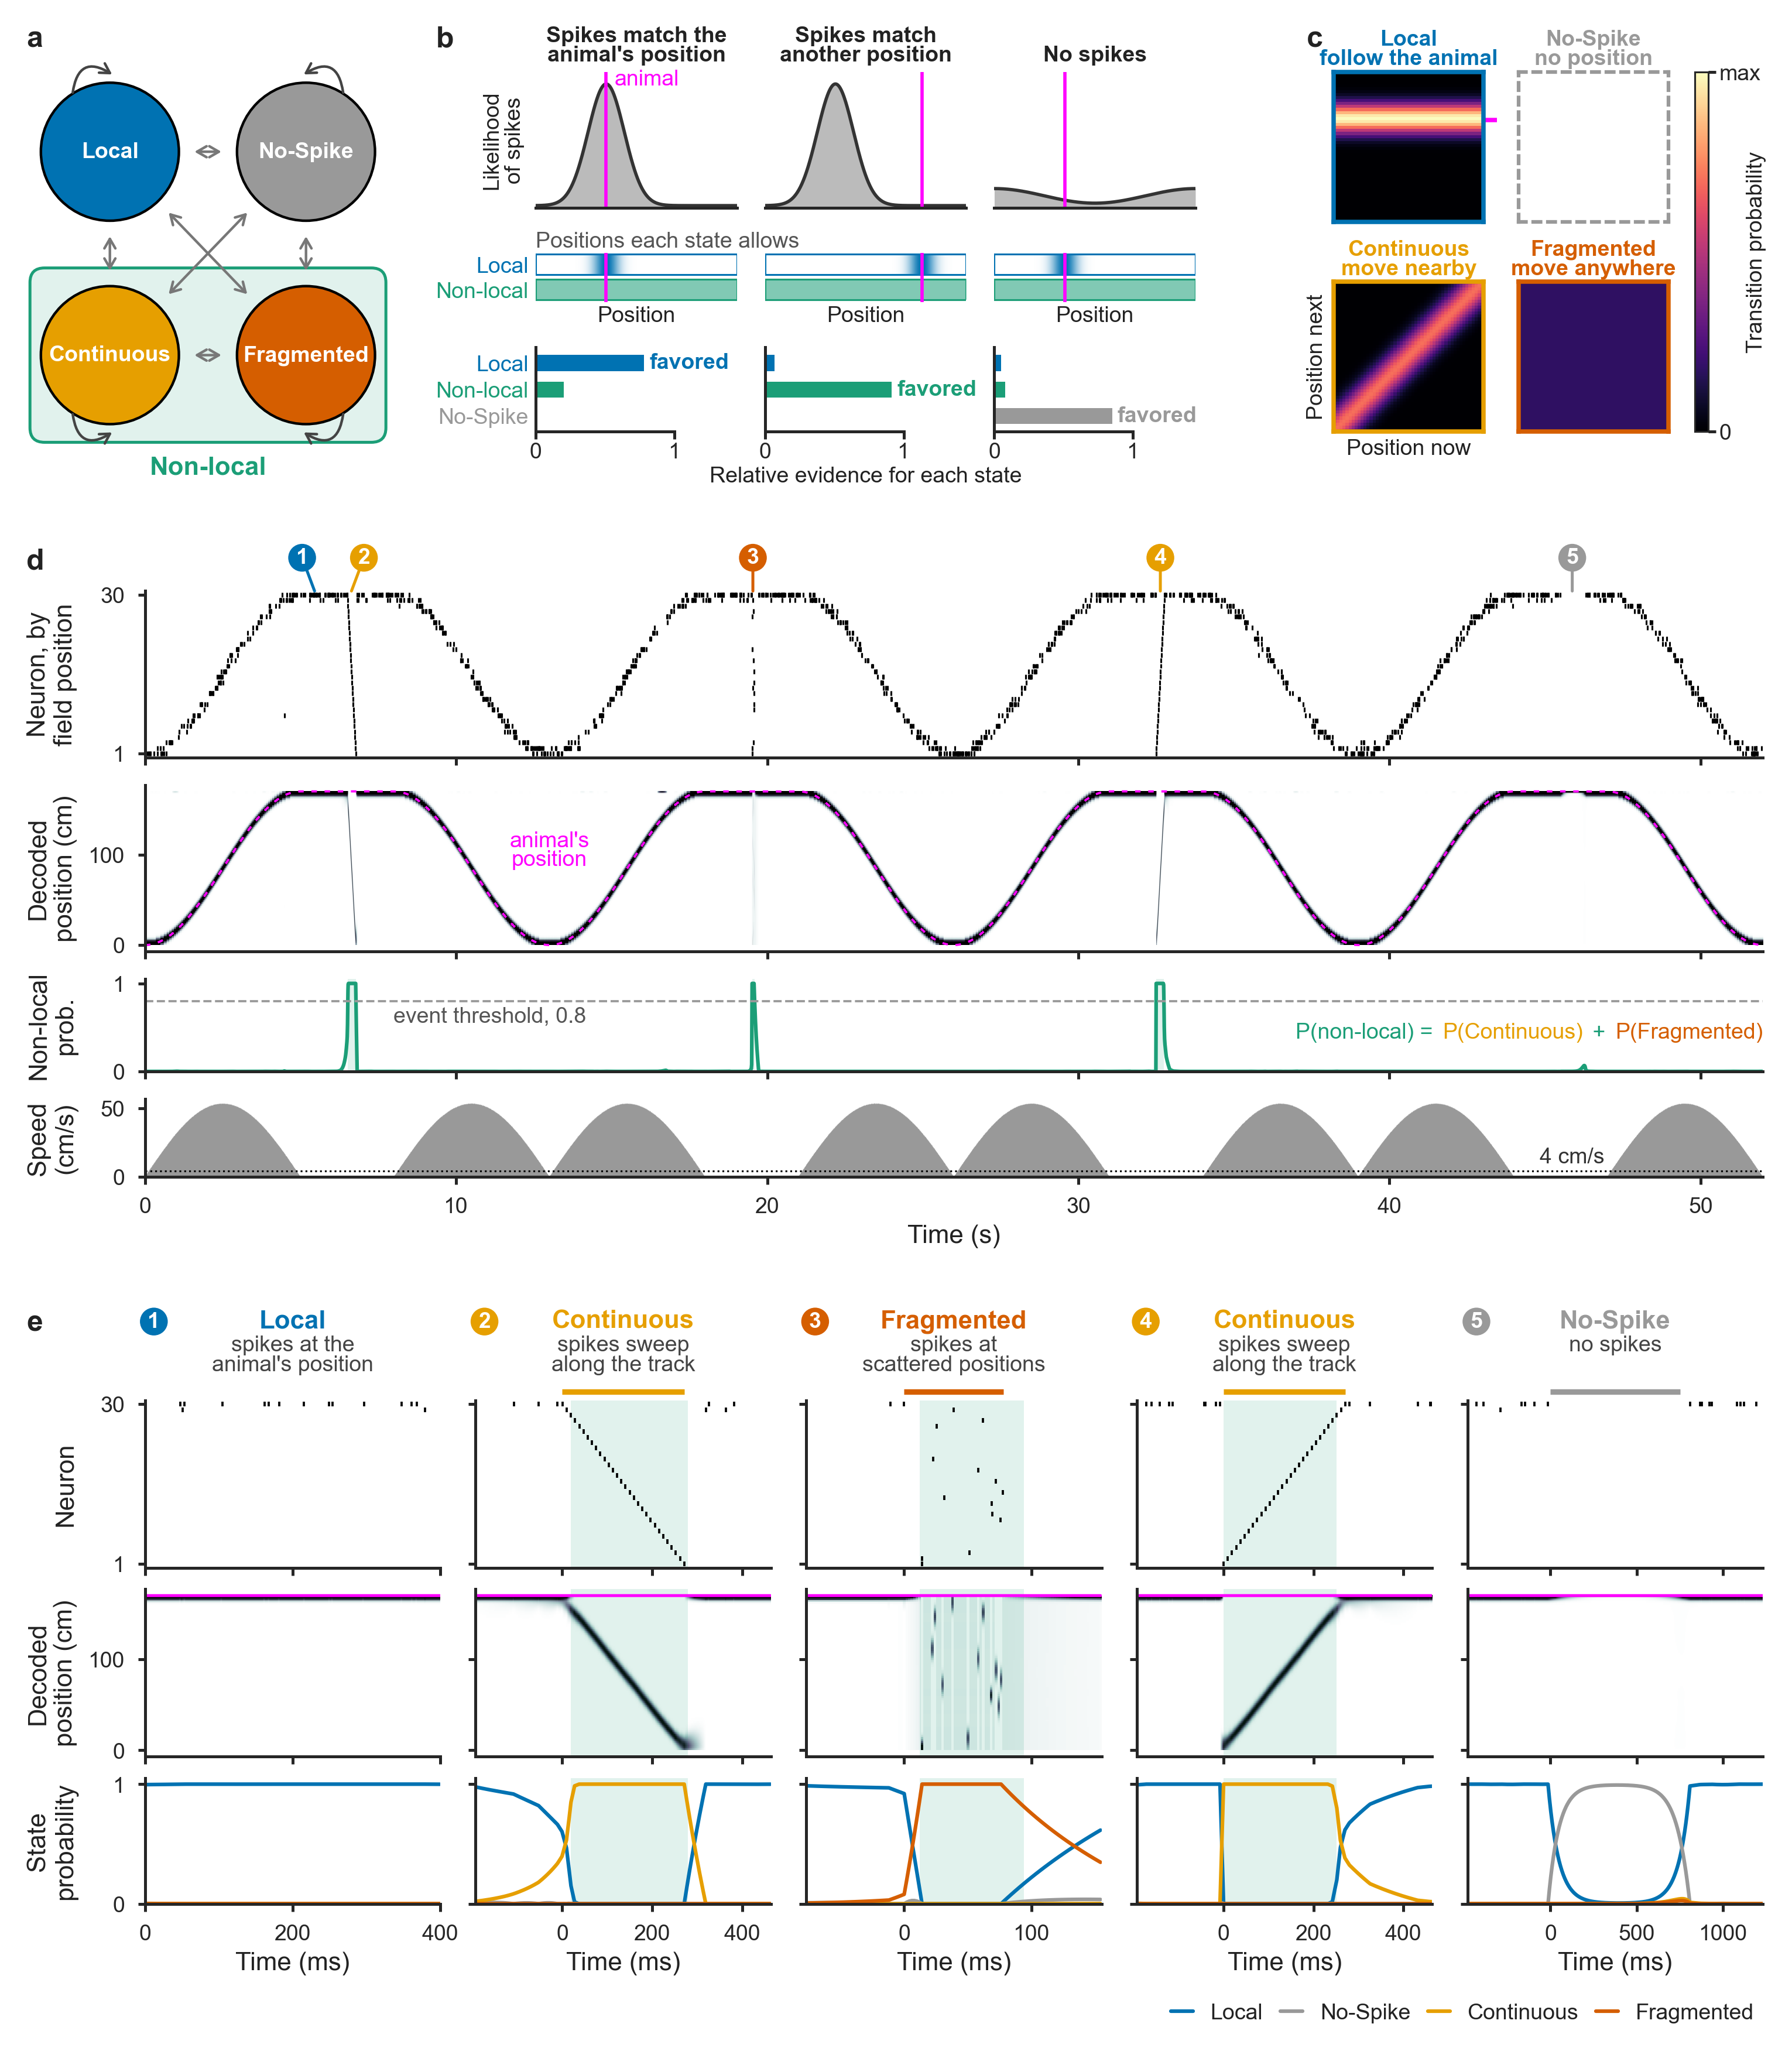 a
Local
No-Spike
Continuous
Fragmented
Non-local
b
Spikes match the
animal's position
Spikes match
another position
No spikes
animal
Likelihood
of spikes
Positions each state allows
Local
Non-local
Position
Position
Position
Local
Non-local
No-Spike
favored
favored
favored
0
1
0
1
0
1
Relative evidence for each state
c
Local
follow the animal
No-Spike
no position
Continuous
move nearby
Fragmented
move anywhere
Position next
Position now
max
0
Transition probability
d
1
2
3
4
5
Neuron, by
field position
30
1
Decoded
position (cm)
100
0
animal's
position
Non-local
prob.
1
0
event threshold, 0.8
P(non-local) = P(Continuous) + P(Fragmented)
Speed
(cm/s)
50
0
4 cm/s
0
10
20
30
40
50
Time (s)
e
1
Local
spikes at the
animal's position
2
Continuous
spikes sweep
along the track
3
Fragmented
spikes at
scattered positions
4
Continuous
spikes sweep
along the track
5
No-Spike
no spikes
Neuron
30
1
Decoded
position (cm)
100
0
State
probability
1
0
0
200
400
Time (ms)
0
200
400
Time (ms)
0
100
Time (ms)
0
200
400
Time (ms)
0
500
1000
Time (ms)
Local
No-Spike
Continuous
Fragmented